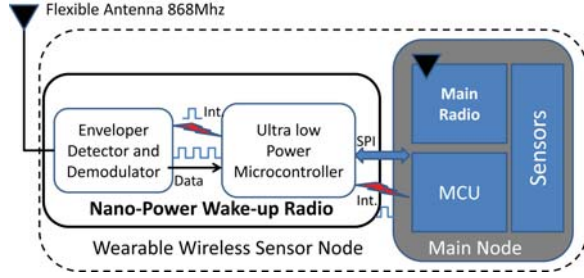 Flexible Antenna 868Mhz
Enveloper
Detector and
Demodulator
Int.
Data
Ultra low
Power
Microcontroller
SPI
Int.
Main
Radio
MCU
Sensors
Nano-Power Wake-up Radio
Wearable Wireless Sensor Node
Main Node